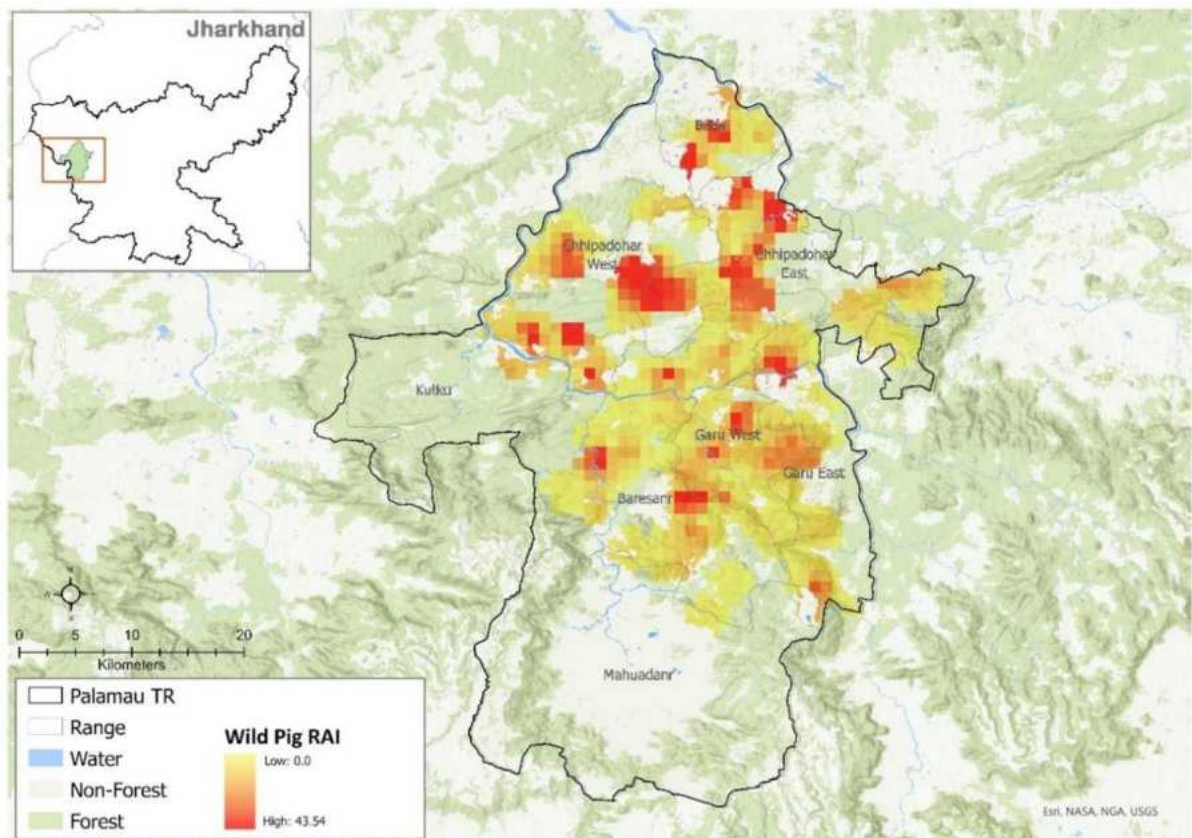 Jharkhand
Betla
Chhipadohar
West
Chhipadohar
East
Kutku
Garu West
Garu East
Baresanr
Mahuadanr
N
W
0 5 10 20
Kilometers
Palamau TR
Range
Water
Non-Forest
Forest
Wild Pig RAI
Low: 0.0
High: 43.54
Esri, NASA, NGA, USGS